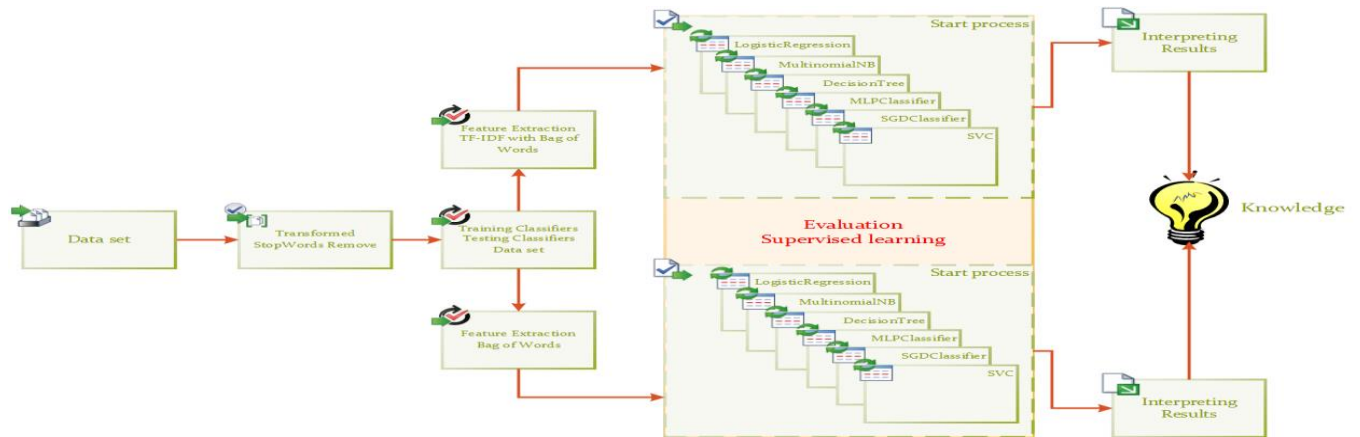 Data set
Transformed
StopWords Remove
Training Classifiers
Testing Classifiers
Data set
Feature Extraction
TF-IDF with Bag of
Words
Feature Extraction
Bag of Words
Start process
LogisticRegression
MultinomialNB
DecisionTree
MLPClassifier
SGDClassifier
SVC
Evaluation
Supervised learning
Start process
LogisticRegression
MultinomialNB
DecisionTree
MLPClassifier
SGDClassifier
SVC
Interpreting
Results
Knowledge
Interpreting
Results